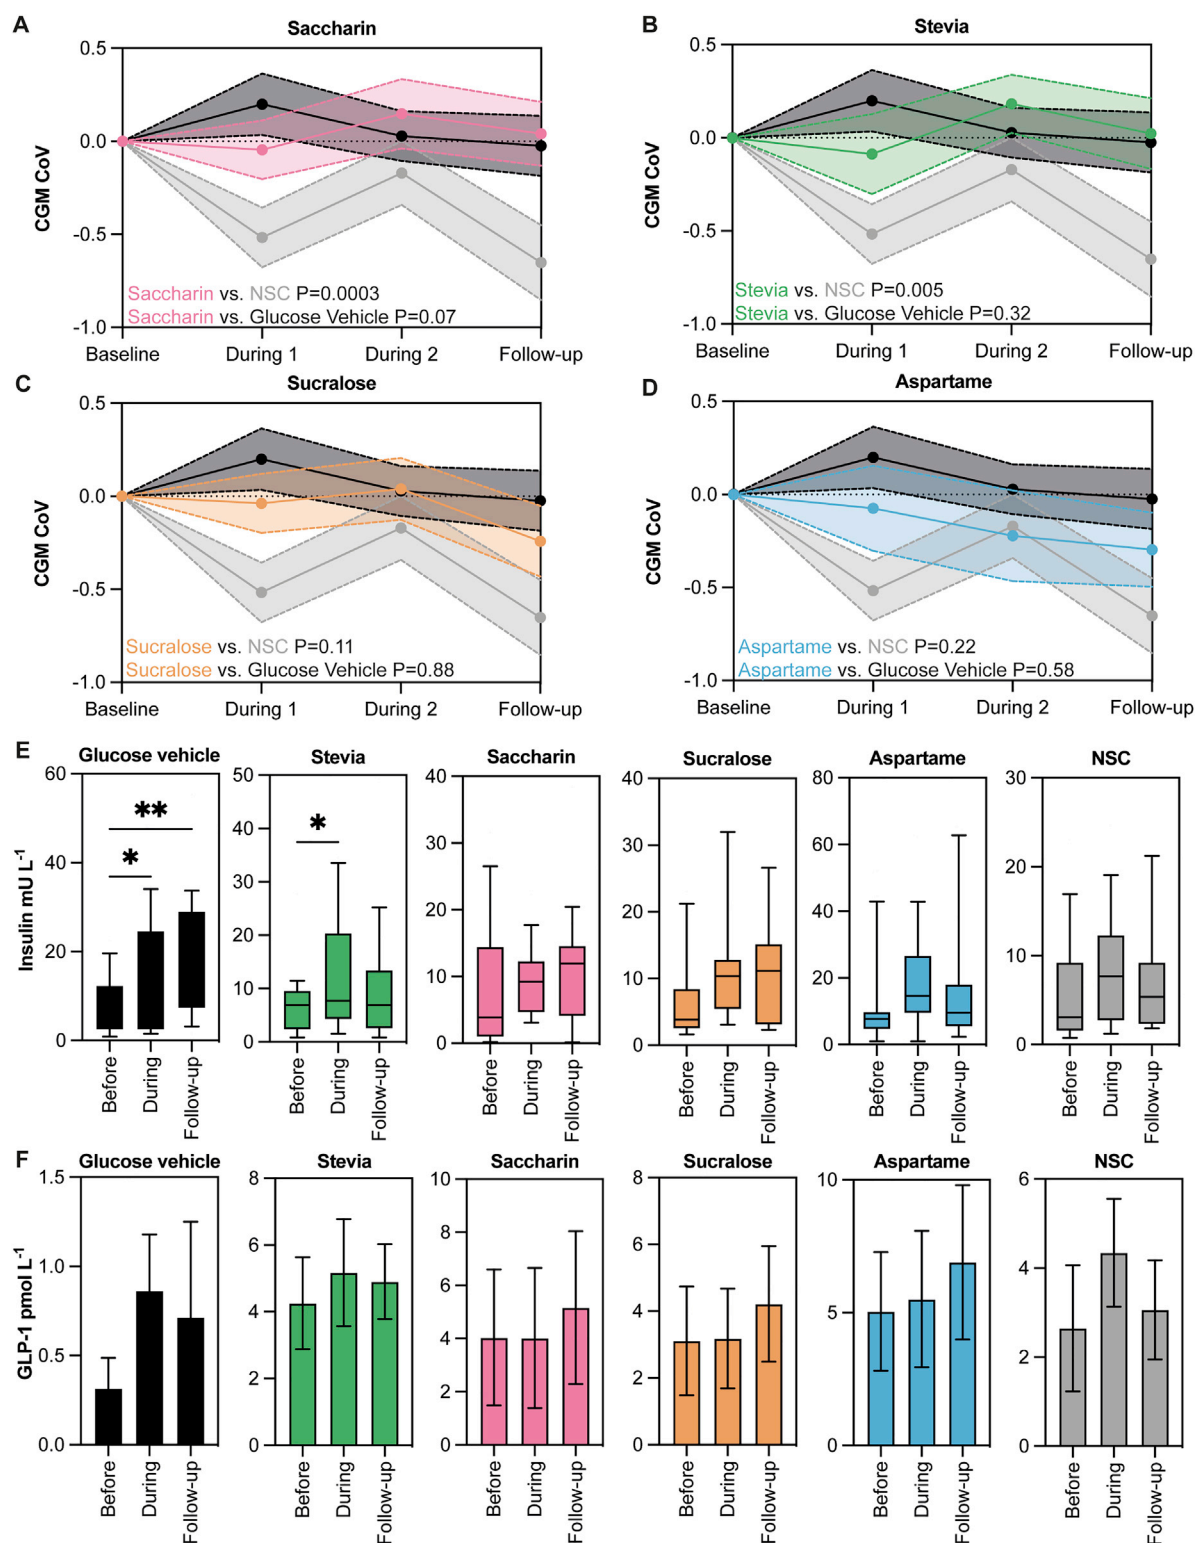 A
Saccharin
0.5
0.0
-0.5
-1.0
CGM CoV
Saccharin vs. NSC P=0.0003
Saccharin vs. Glucose Vehicle P=0.07
Baseline During 1 During 2 Follow-up
B
Stevia
0.5
0.0
-0.5
-1.0
CGM CoV
Stevia vs. NSC P=0.005
Stevia vs. Glucose Vehicle P=0.32
Baseline During 1 During 2 Follow-up
C
Sucralose
0.5
0.0
-0.5
-1.0
CGM CoV
Sucralose vs. NSC P=0.11
Sucralose vs. Glucose Vehicle P=0.88
Baseline During 1 During 2 Follow-up
D
Aspartame
0.5
0.0
-0.5
-1.0
CGM CoV
Aspartame vs. NSC P=0.22
Aspartame vs. Glucose Vehicle P=0.58
Baseline During 1 During 2 Follow-up
E
Insulin mU L⁻¹
Glucose vehicle
60
40
20
0
**
*
Before During Follow-up
Stevia
50
40
30
20
10
0
*
Before During Follow-up
Saccharin
40
30
20
10
0
Before During Follow-up
Sucralose
40
30
20
10
0
Before During Follow-up
Aspartame
80
60
40
20
0
Before During Follow-up
NSC
30
20
10
0
Before During Follow-up
F
GLP-1 pmol L⁻¹
Glucose vehicle
1.5
1.0
0.5
0.0
Before During Follow-up
Stevia
8
6
4
2
0
Before During Follow-up
Saccharin
10
8
6
4
2
0
Before During Follow-up
Sucralose
8
6
4
2
0
Before During Follow-up
Aspartame
10
5
0
Before During Follow-up
NSC
6
4
2
0
Before During Follow-up